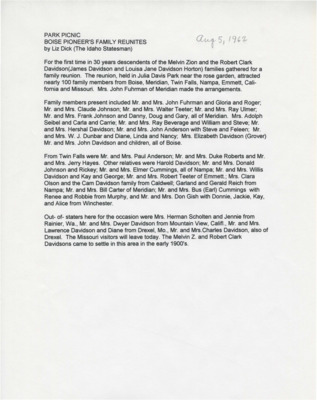 PARK PICNIC
Aug 5, 1962
BOISE PIONEER'S FAMILY REUNITES
by Liz Dick (The Idaho Statesman)
For the first time in 30 years descendents of the Melvin Zion and the Robert Clark
Davidson(James Davidson and Louisa Jane Davidson Horton) families gathered for a
family reunion. The reunion, held in Julia Davis Park near the rose garden, attracted
nearly 100 family members from Boise, Meridian, Twin Falls, Nampa, Emmett, Cali-
fornia and Missouri. Mrs. John Fuhrman of Meridian made the arrangements.
Family members present included Mr. and Mrs. John Fuhrman and Gloria and Roger;
Mr. and Mrs. Claude Johnson; Mr. and Mrs. Walter Teeter; Mr. and Mrs. Ray Ulmer;
Mr. and Mrs. Frank Johnson and Danny, Doug and Gary, all of Meridian. Mrs. Adolph
Seibel and Carla and Carrie; Mr. and Mrs. Ray Beverage and William and Steve; Mr.
and Mrs. Hershal Davidson; Mr. and Mrs. John Anderson with Steve and Feleen; Mr.
and Mrs. W. J. Dunbar and Diane, Linda and Nancy; Mrs. Elizabeth Davidson (Grover)
Mr. and Mrs. John Davidson and children, all of Boise.
From Twin Falls were Mr. and Mrs. Paul Anderson; Mr. and Mrs. Duke Roberts and Mr.
and Mrs. Jerry Hayes. Other relatives were Harold Davidson; Mr. and Mrs. Donald
Johnson and Rickey; Mr. and Mrs. Elmer Cummings, all of Nampa; Mr. and Mrs. Willis
Davidson and Kay and George; Mr. and Mrs. Robert Teeter of Emmett.; Mrs. Clara
Olson and the Cam Davidson family from Caldwell; Garland and Gerald Reich from
Nampa; Mr. and Mrs. Bill Carter of Meridian; Mr. and Mrs. Bus (Earl) Cummings with
Renee and Robbie from Murphy, and Mr. and Mrs. Don Gish with Donnie, Jackie, Kay,
and Alice from Winchester.
Out- of- staters here for the occasion were Mrs. Herman Scholten and Jennie from
Rainier, Wa., Mr. and Mrs. Dwyer Davidson from Mountain View, Calif., Mr. and Mrs.
Lawrence Davidson and Diane from Drexel, Mo., Mr. and Mrs.Charles Davidson, also of
Drexel. The Missouri visitors will leave today. The Melvin Z. and Robert Clark
Davidsons came to settle in this area in the early 1900's.